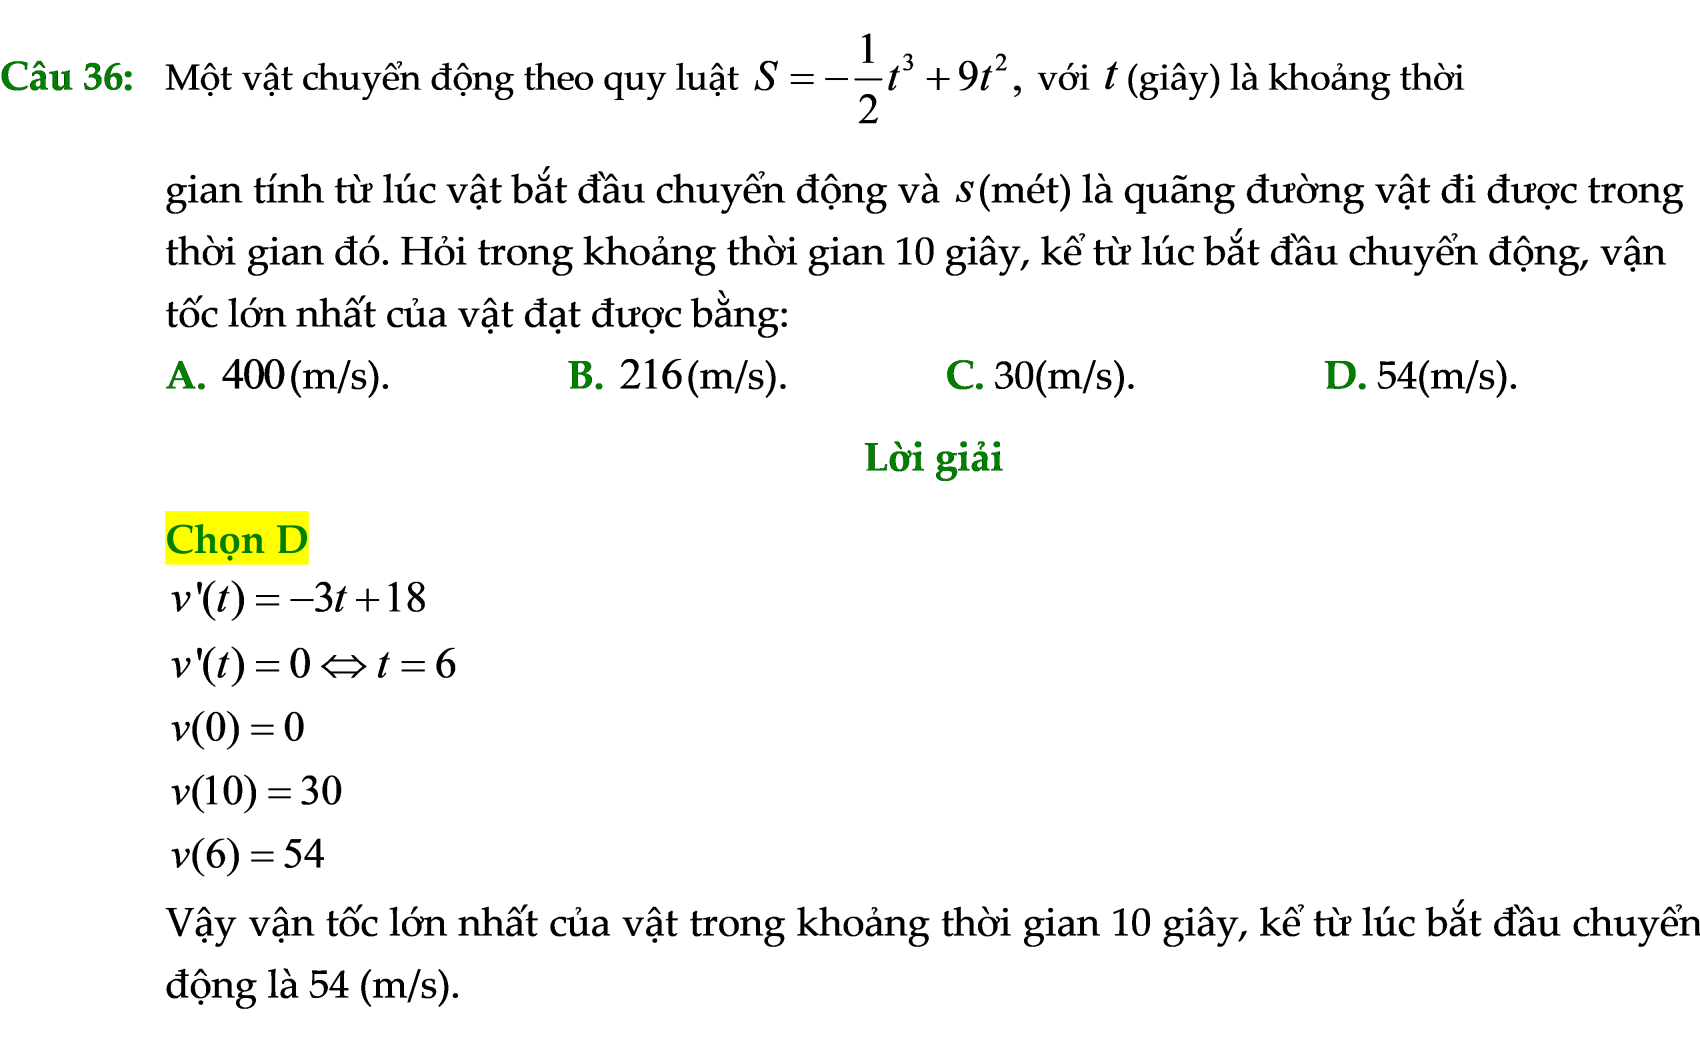 Câu 36: Một vật chuyển động theo quy luật S = -\frac{1}{2}t^3 + 9t^2, với t (giây) là khoảng thời
gian tính từ lúc vật bắt đầu chuyển động và s(mét) là quãng đường vật đi được trong
thời gian đó. Hỏi trong khoảng thời gian 10 giây, kể từ lúc bắt đầu chuyển động, vận
tốc lớn nhất của vật đạt được bằng:
A. 400(m/s). B. 216(m/s). C. 30(m/s). D. 54(m/s).
Lời giải
Chọn D
v'(t) = -3t + 18
v'(t) = 0 ⇔ t = 6
v(0) = 0
v(10) = 30
v(6) = 54
Vậy vận tốc lớn nhất của vật trong khoảng thời gian 10 giây, kể từ lúc bắt đầu chuyển
động là 54 (m/s).